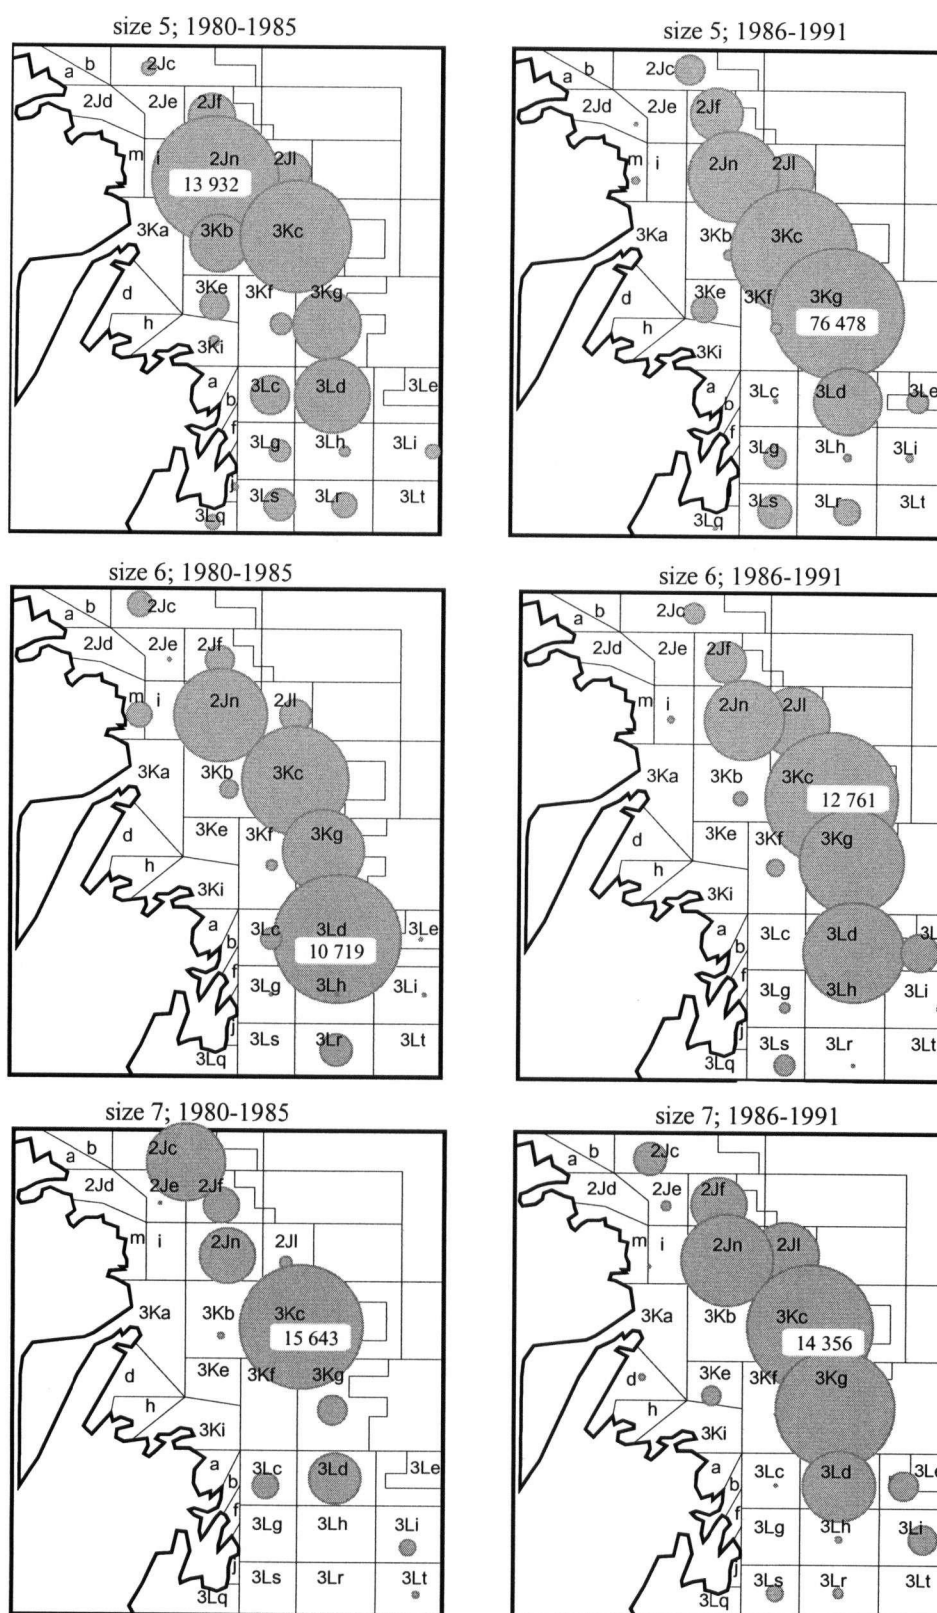 size 5; 1980-1985
a b 2Jc
2Jd 2Je 2Jf
m i 2Jn 2Jl
13 932
3Ka 3Kb 3Kc
d 3Ke 3Kf 3Kg
h
3Ki
a 3Lc 3Ld 3Le
b
f
3Lg 3Lh 3Li
j
3Ls 3Lr 3Lt
3Lq
size 5; 1986-1991
a b 2Jc
2Jd 2Je 2Jf
m i 2Jn 2Jl
3Ka 3Kb 3Kc
d 3Ke 3Kf 3Kg
76 478
h
3Ki
a 3Lc 3Ld 3Le
b
f
3Lg 3Lh 3Li
3Ls 3Lr 3Lt
3Lq
size 6; 1980-1985
a b 2Jc
2Jd 2Je 2Jf
m i 2Jn 2Jl
3Ka 3Kb 3Kc
d 3Ke 3Kf 3Kg
h
3Ki
a 3Lc 3Ld 3Le
b
10 719
f
3Lg 3Lh 3Li
j
3Ls 3Lr 3Lt
3Lq
size 6; 1986-1991
a b 2Jc
2Jd 2Je 2Jf
m i 2Jn 2Jl
3Ka 3Kb 3Kc
12 761
d 3Ke 3Kf 3Kg
h
3Ki
a 3Lc 3Ld 3L
b
f
3Lg 3Lh 3Li
j
3Ls 3Lr 3Lt
3Lq
size 7; 1980-1985
a b 2Jc
2Jd 2Je 2Jf
m i 2Jn 2Jl
3Ka 3Kb 3Kc
15 643
d 3Ke 3Kf 3Kg
h
3Ki
a 3Lc 3Ld 3Le
b
f
3Lg 3Lh 3Li
j
3Ls 3Lr 3Lt
3Lq
size 7; 1986-1991
a b 2Jc
2Jd 2Je 2Jf
m i 2Jn 2Jl
3Ka 3Kb 3Kc
14 356
d 3Ke 3Kf 3Kg
h
3Ki
a 3Lc 3Ld 3Le
b
f
3Lg 3Lh 3Li
j
3Ls 3Lr 3Lt
3Lq